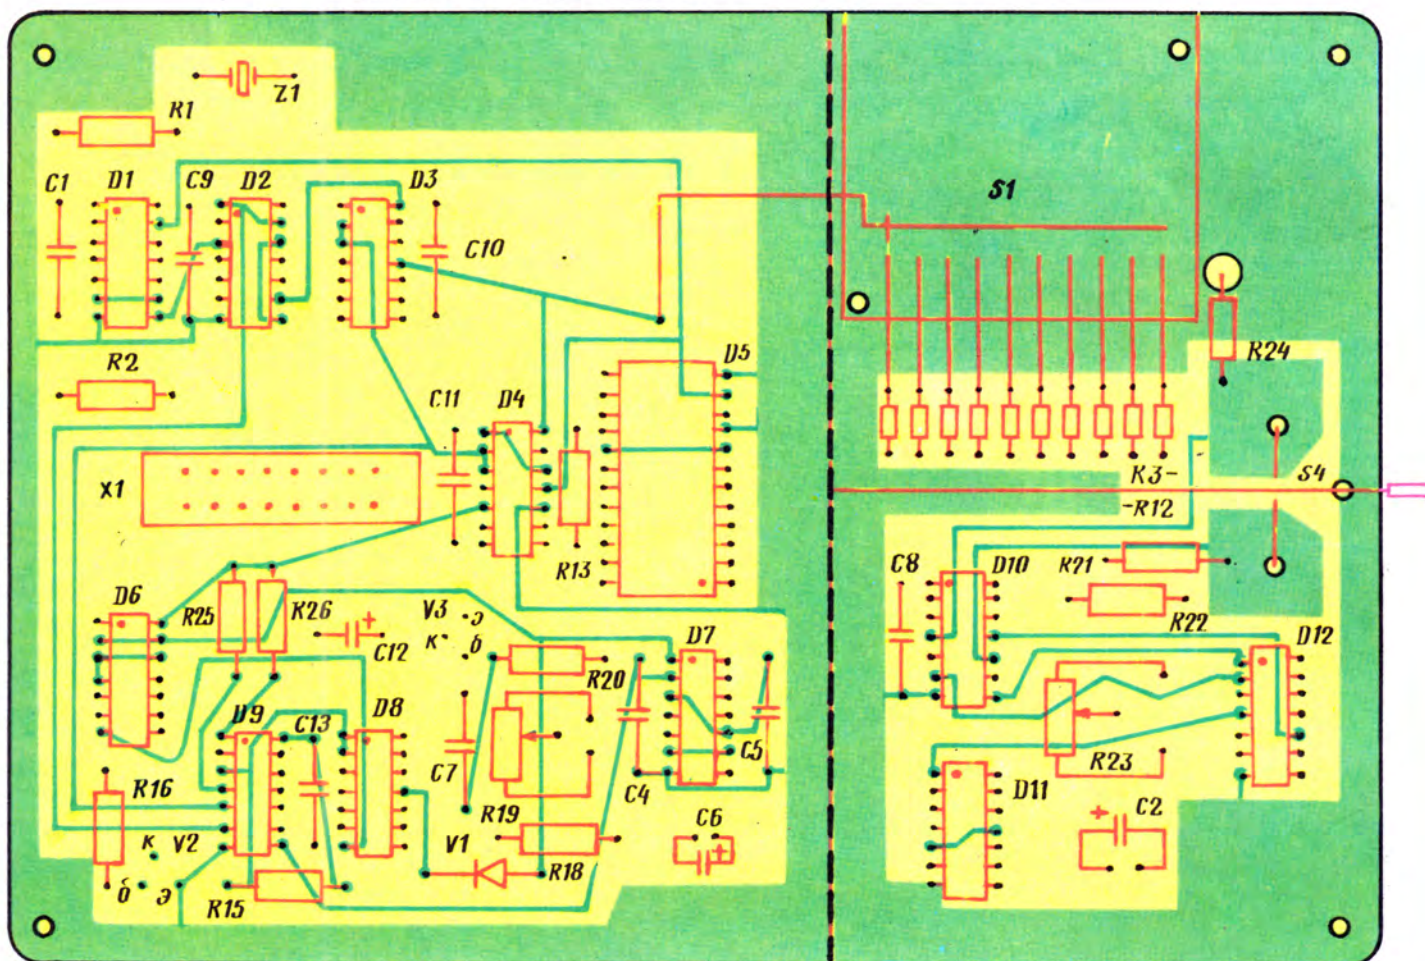 Z1
R1
C1 D1 C9 D2 D3
C10
S1
R2
C11 D4
D5
R24
X1
R13
К3-
-R12
S4
D6
R25 R26
C12
V3
э
к б
D7
R20
C8 D10 R21
R22
D12
D9 C13 D8
C7
C5
R23
R16
R19
C4
C6
D11
C2
к V2
V1
R18
б э
R15